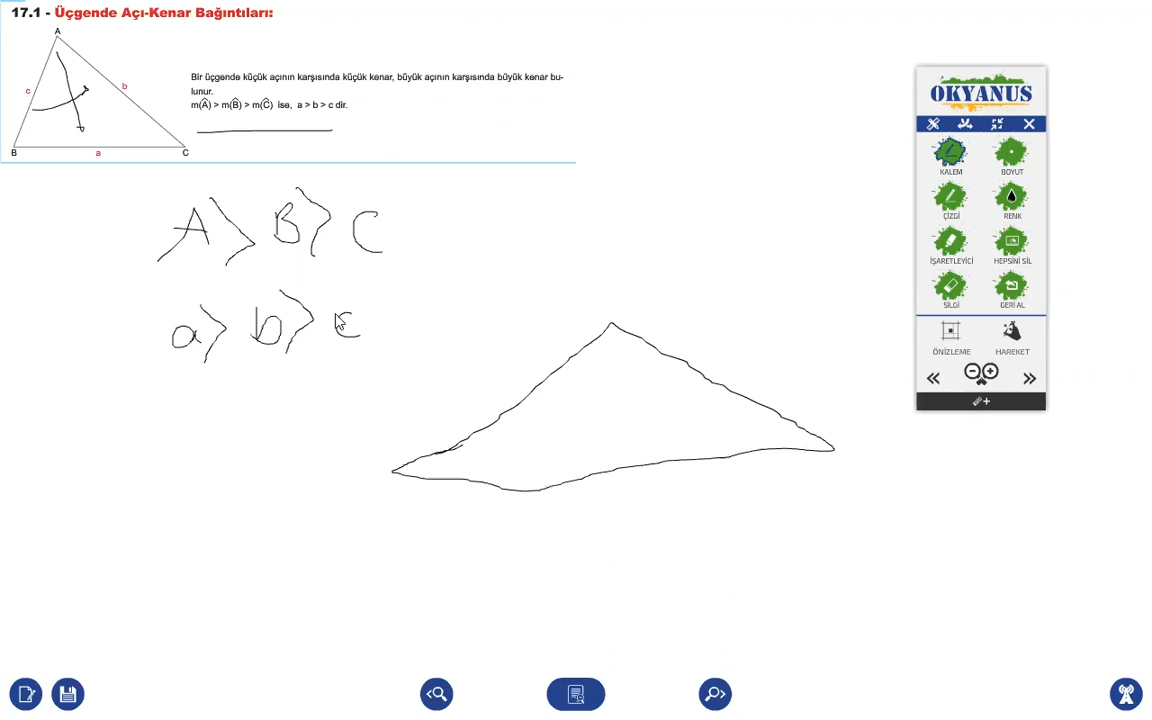 17.1 - Üçgende Açı-Kenar Bağıntıları:
A
c
b
B
a
C
Bir üçgende küçük açının karşısında küçük kenar, büyük açının karşısında büyük kenar bu-
lunur.
m(Â) > m(B̂) > m(Ĉ) ise, a > b > c dir.
A > B > C
a > b > c
OKYANUS
KALEM
BOYUT
ÇİZGİ
RENK
İŞARETLEYİCİ
HEPSİNİ SİL
SİLGİ
GERİ AL
ÖNİZLEME
HAREKET